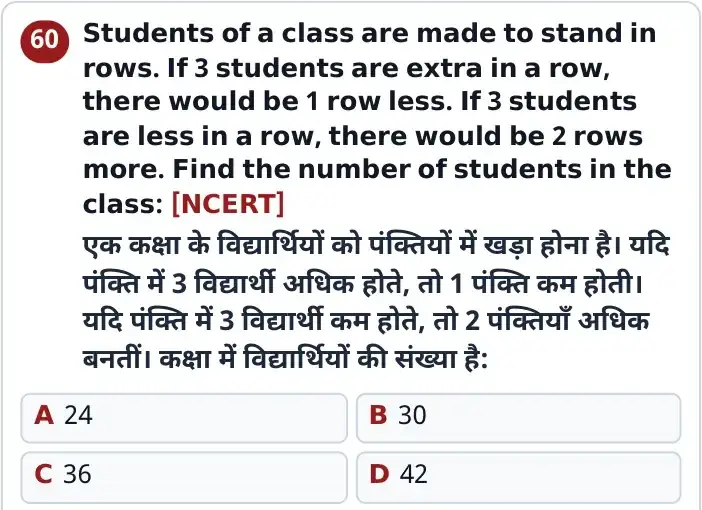 60 Students of a class are made to stand in
rows. If 3 students are extra in a row,
there would be 1 row less. If 3 students
are less in a row, there would be 2 rows
more. Find the number of students in the
class: [NCERT]
एक कक्षा के विद्यार्थियों को पंक्तियों में खड़ा होना है। यदि
पंक्ति में 3 विद्यार्थी अधिक होते, तो 1 पंक्ति कम होती।
यदि पंक्ति में 3 विद्यार्थी कम होते, तो 2 पंक्तियाँ अधिक
बनतीं। कक्षा में विद्यार्थियों की संख्या है:
A 24
B 30
C 36
D 42